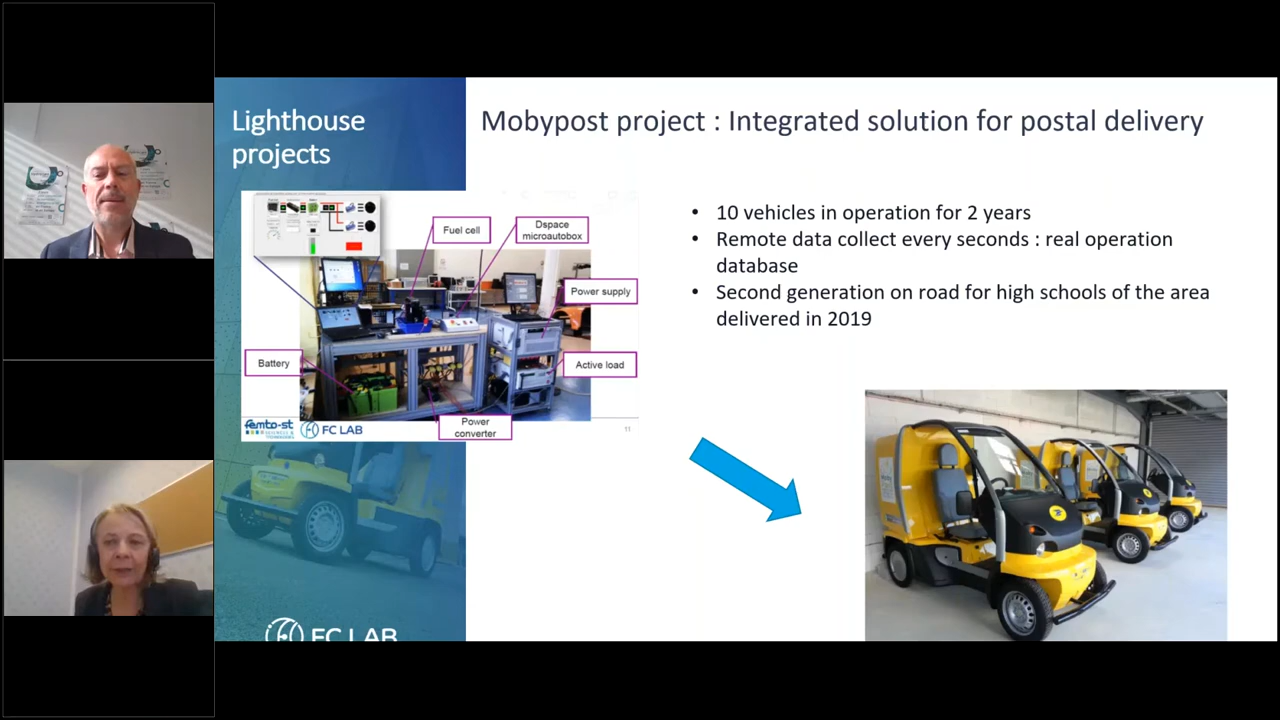 Lighthouse
projects
Mobypost project : Integrated solution for postal delivery
• 10 vehicles in operation for 2 years
• Remote data collect every seconds : real operation
database
• Second generation on road for high schools of the area
delivered in 2019
Fuel cell
Dspace
microautobox
Power supply
Battery
Active load
Power
converter
femto-st
FC LAB
11
FC LAB